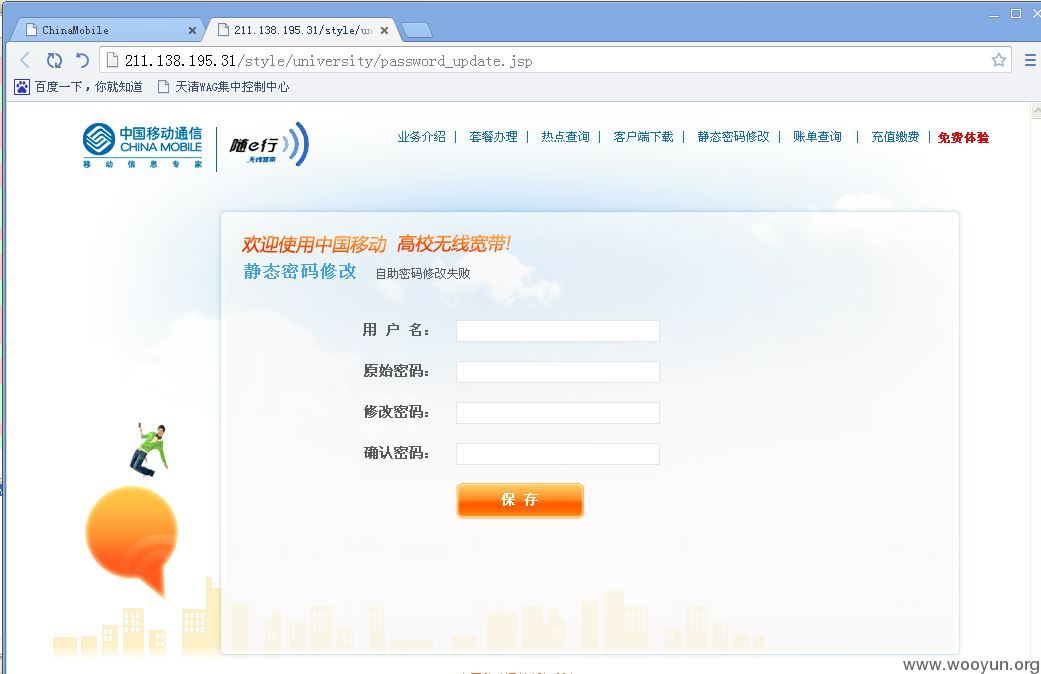 ChinaMobile
211.138.195.31/style/un
211.138.195.31/style/university/password_update.jsp
百度一下，你就知道
天清WAG集中控制中心
中国移动通信
CHINA MOBILE
移动信息专家
随e行
无线宽带
业务介绍 | 套餐办理 | 热点查询 | 客户端下载 | 静态密码修改 | 账单查询 | 充值缴费 | 免费体验
欢迎使用中国移动 高校无线宽带!
静态密码修改 自助密码修改失败
用 户 名：
原始密码：
修改密码：
确认密码：
保 存
www.wooyun.org